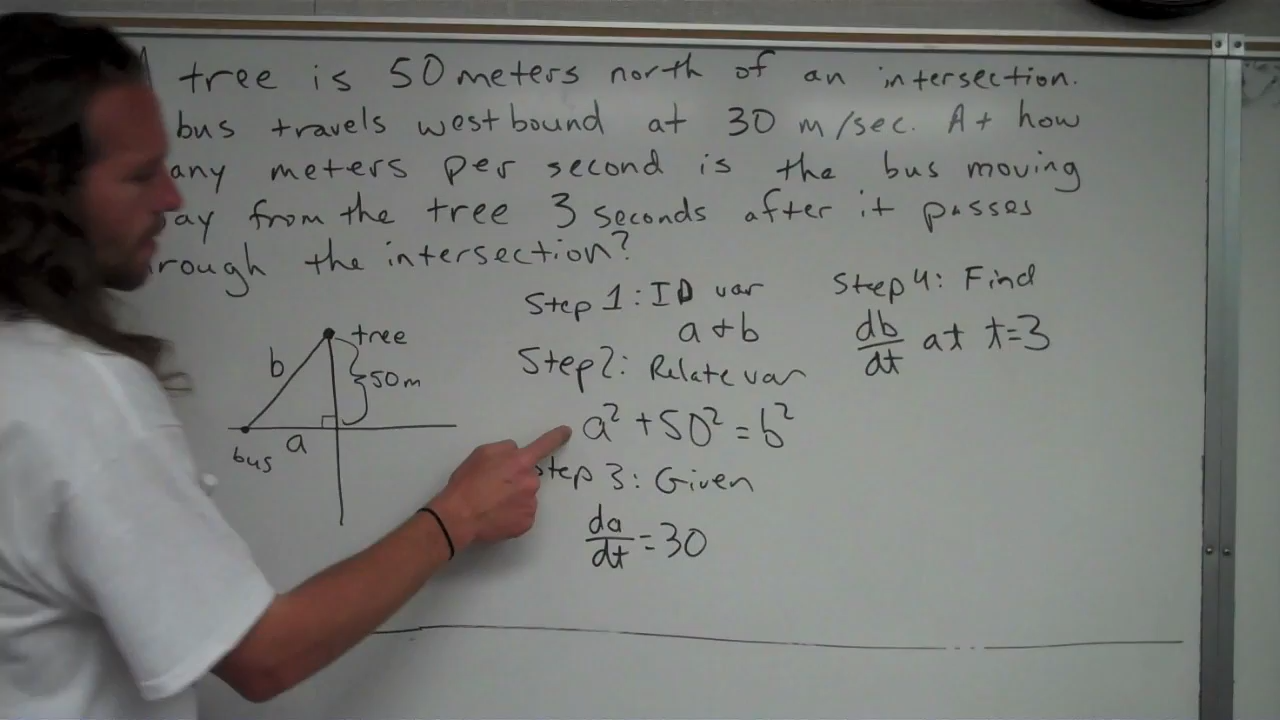 A tree is 50 meters north of an intersection.
bus travels westbound at 30 m/sec. At how
any meters per second is the bus moving
ay from the tree 3 seconds after it passes
rough the intersection?
Step 1: ID var
a + b
Step 2: Relate var
a² + 50² = b²
Step 3: Given
da/dt = 30
Step 4: Find
db/dt at t=3
tree
b
50m
a
bus